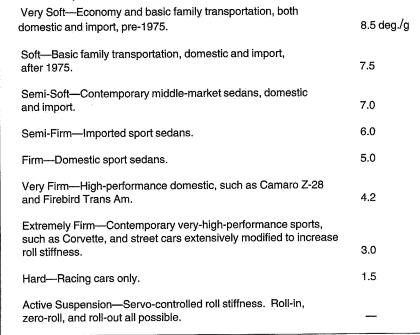 Very Soft—Economy and basic family transportation, both
domestic and import, pre-1975. 8.5 deg./g
Soft—Basic family transportation, domestic and import,
after 1975. 7.5
Semi-Soft—Contemporary middle-market sedans, domestic
and import. 7.0
Semi-Firm—Imported sport sedans. 6.0
Firm—Domestic sport sedans. 5.0
Very Firm—High-performance domestic, such as Camaro Z-28
and Firebird Trans Am. 4.2
Extremely Firm—Contemporary very-high-performance sports,
such as Corvette, and street cars extensively modified to increase
roll stiffness. 3.0
Hard—Racing cars only. 1.5
Active Suspension—Servo-controlled roll stiffness. Roll-in,
zero-roll, and roll-out all possible. —